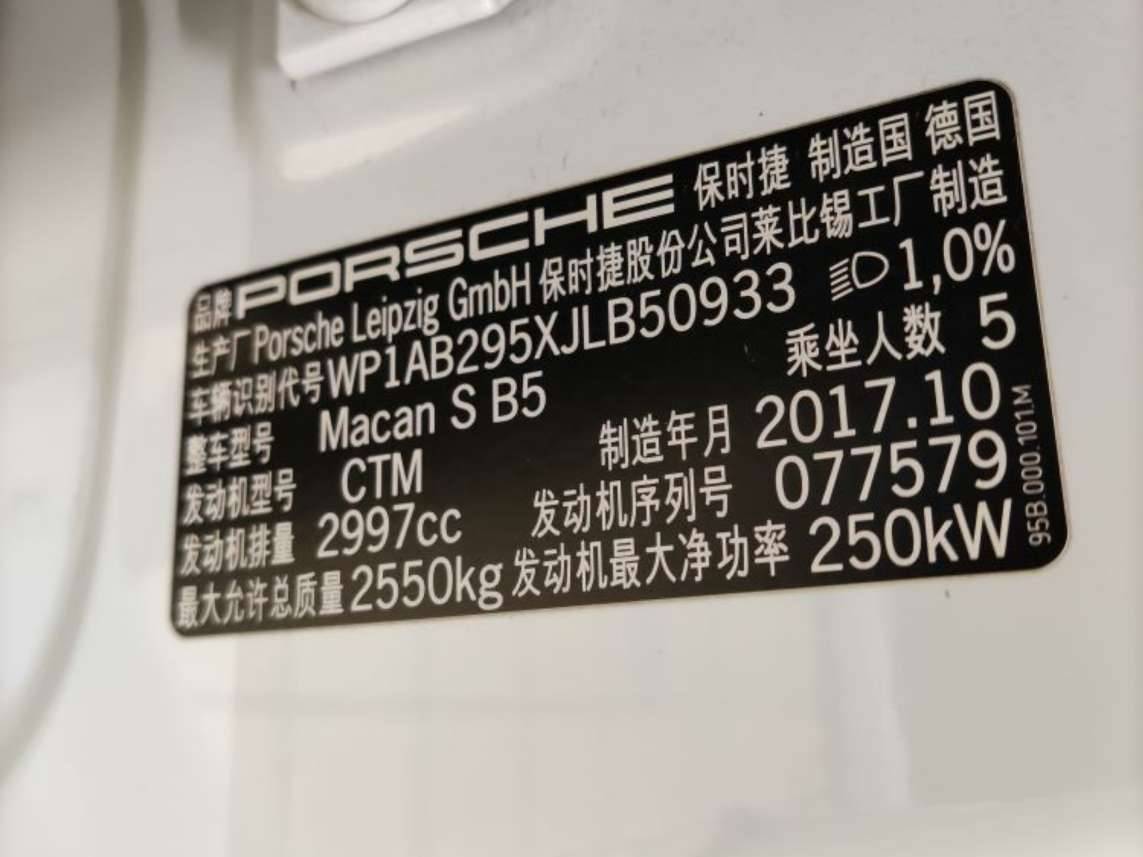 品牌 PORSCHE 保时捷 制造国 德国
生产厂 Porsche Leipzig GmbH 保时捷股份公司莱比锡工厂制造
车辆识别代号 WP1AB295XJLB50933 1,0%
整车型号 Macan S B5 乘坐人数 5
发动机型号 CTM 制造年月 2017.10
发动机排量 2997cc 发动机序列号 077579
最大允许总质量 2550kg 发动机最大净功率 250kW
95B.000.101.M